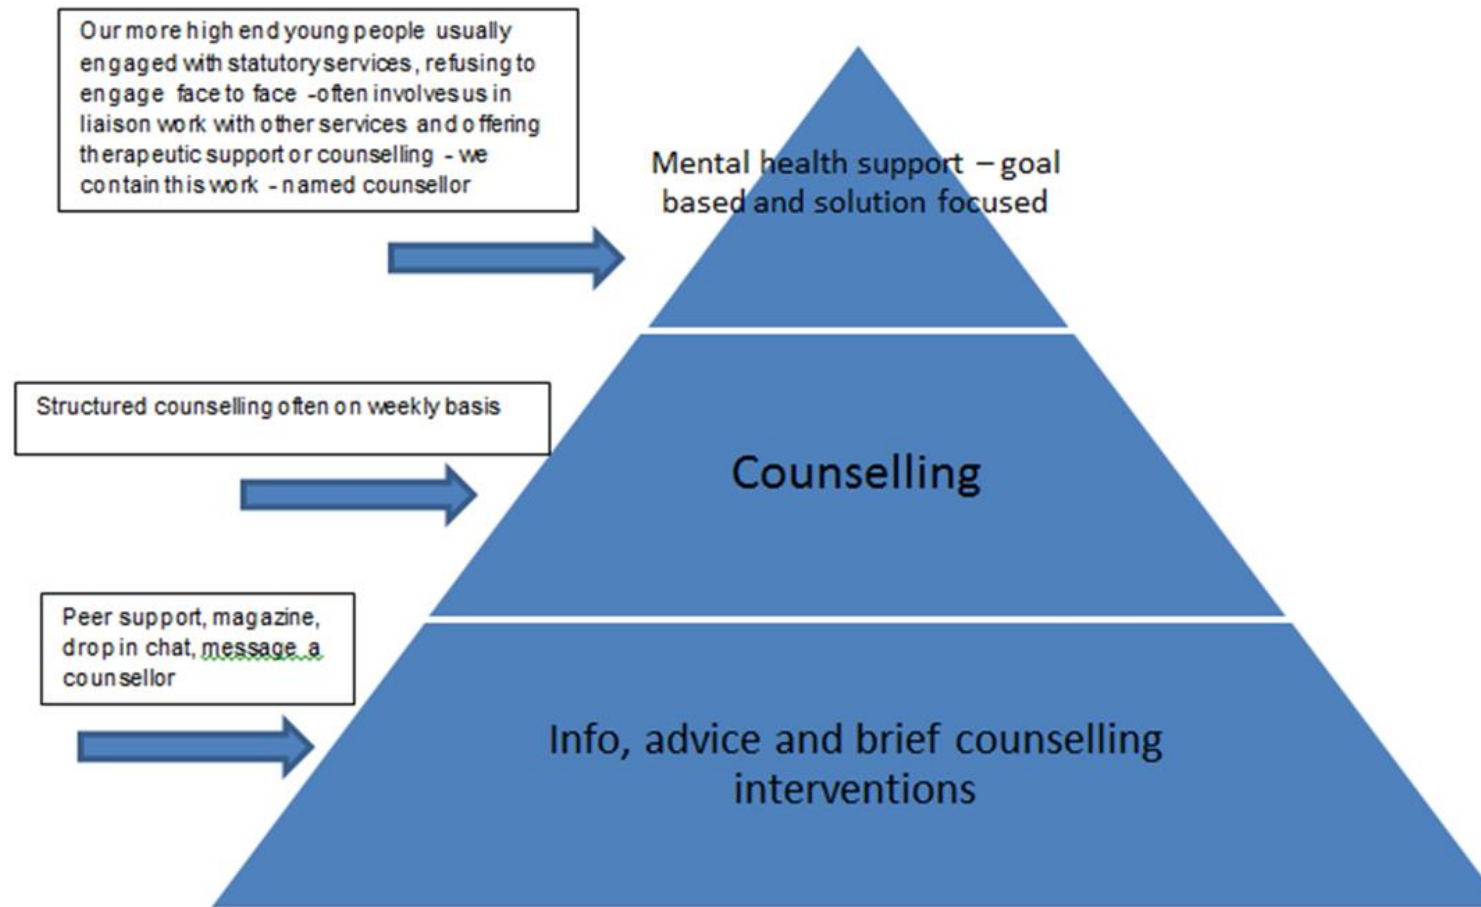 Our more high end young people usually
engaged with statutory services, refusing to
engage face to face -often involves us in
liaison work with other services and offering
therapeutic support or counselling - we
contain this work - named counsellor
Mental health support – goal
based and solution focused
Structured counselling often on weekly basis
Counselling
Peer support, magazine,
drop in chat, message a
counsellor
Info, advice and brief counselling
interventions